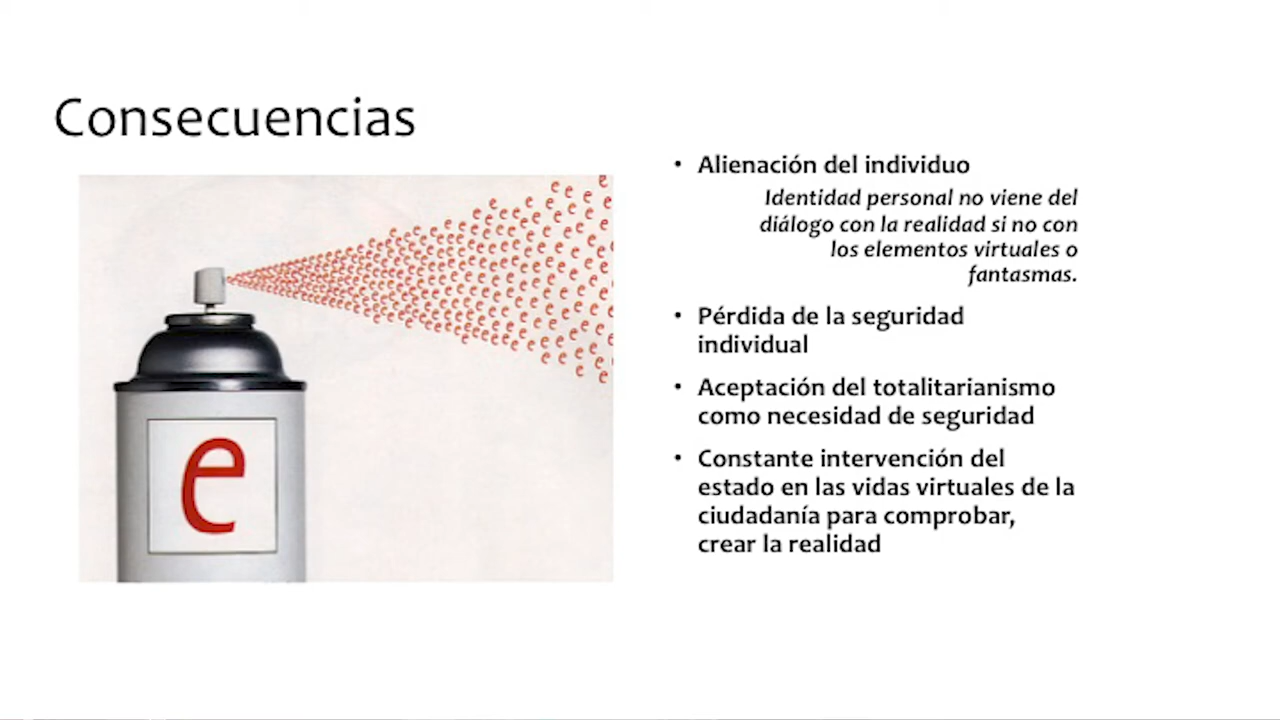 Consecuencias
e
• Alienación del individuo
Identidad personal no viene del
diálogo con la realidad si no con
los elementos virtuales o
fantasmas.
• Pérdida de la seguridad
individual
• Aceptación del totalitarianismo
como necesidad de seguridad
• Constante intervención del
estado en las vidas virtuales de la
ciudadanía para comprobar,
crear la realidad